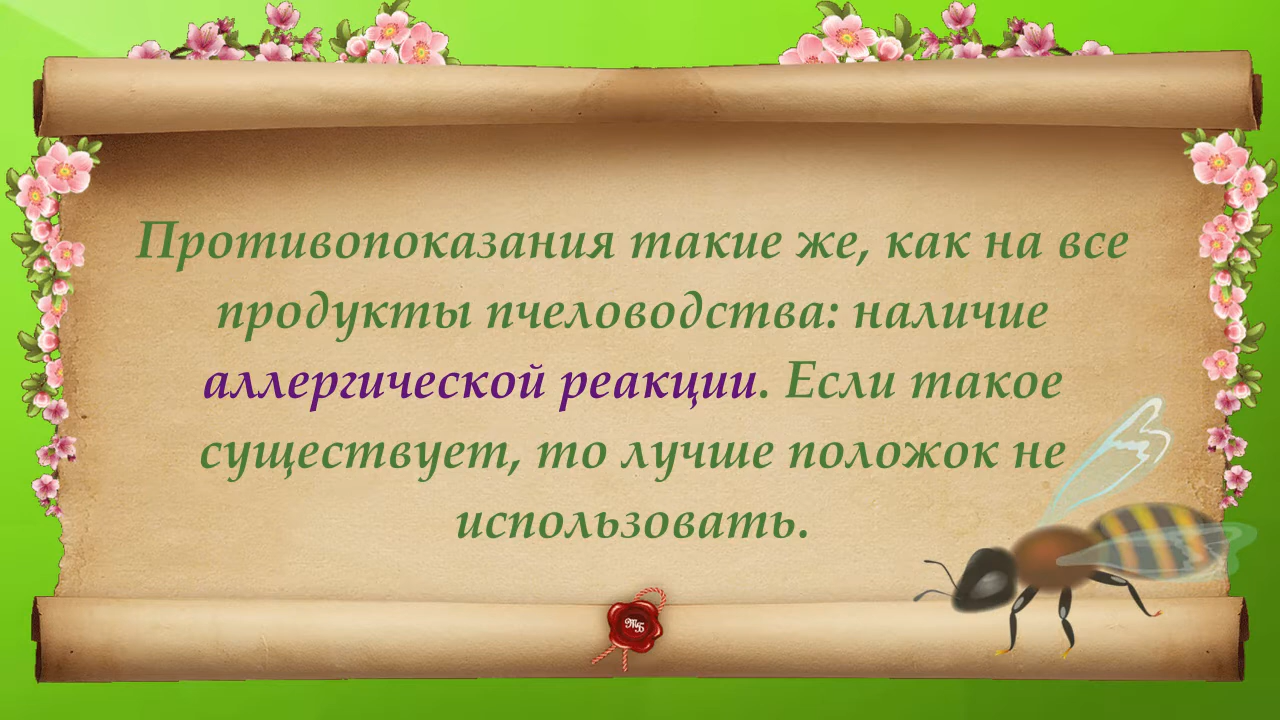 Противопоказания такие же, как на все
продукты пчеловодства: наличие
аллергической реакции. Если такое
существует, то лучше положок не
использовать.
ТБ